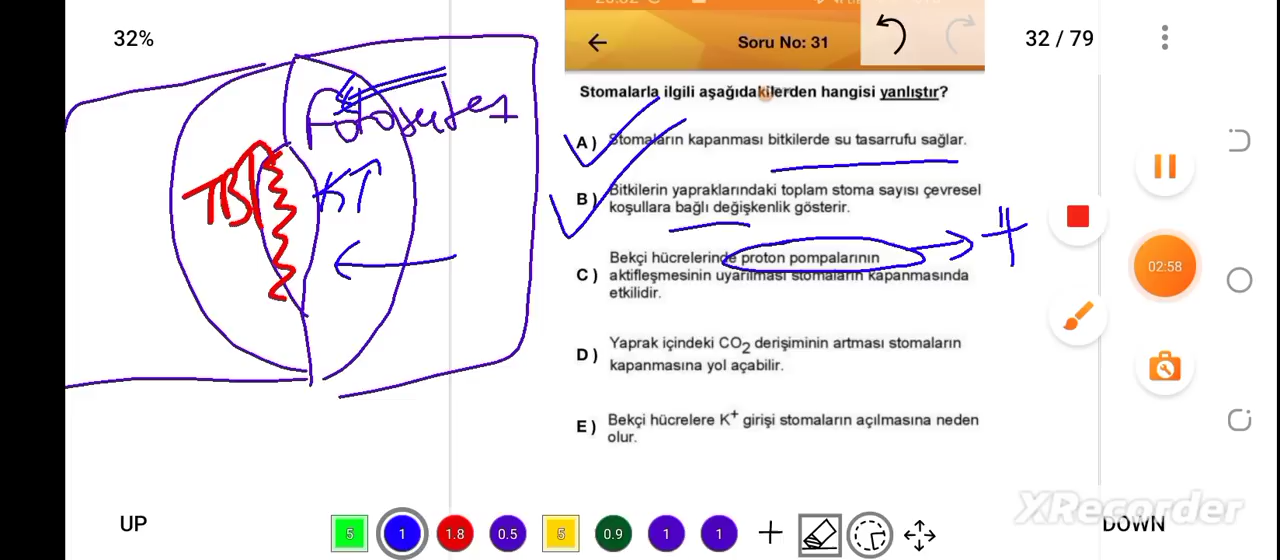 32%
Soru No: 31
32 / 79
Fotosentez
Stomalarla ilgili aşağıdakilerden hangisi yanlıştır?
A) Stomaların kapanması bitkilerde su tasarrufu sağlar.
TB
KT
B) Bitkilerin yapraklarındaki toplam stoma sayısı çevresel
koşullara bağlı değişkenlik gösterir.
C) Bekçi hücrelerinde proton pompalarının
aktifleşmesinin uyarılması stomaların kapanmasında
etkilidir.
02:58
D) Yaprak içindeki CO2 derişiminin artması stomaların
kapanmasına yol açabilir.
E) Bekçi hücrelere K+ girişi stomaların açılmasına neden
olur.
XRecorder
UP
5
1
1.8
0.5
5
0.9
1
1
DOWN